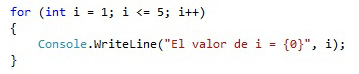 for (int i = 1; i <= 5; i++)
{
    Console.WriteLine("El valor de i = {0}", i);
}